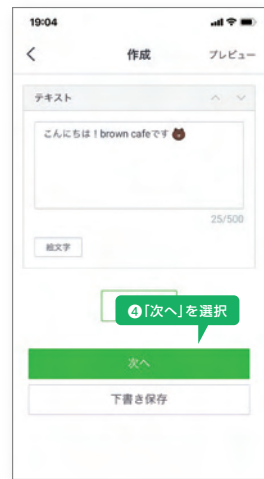 19:04
作成
プレビュー
テキスト
こんにちは！brown cafeです
25/500
絵文字
❹「次へ」を選択
次へ
下書き保存